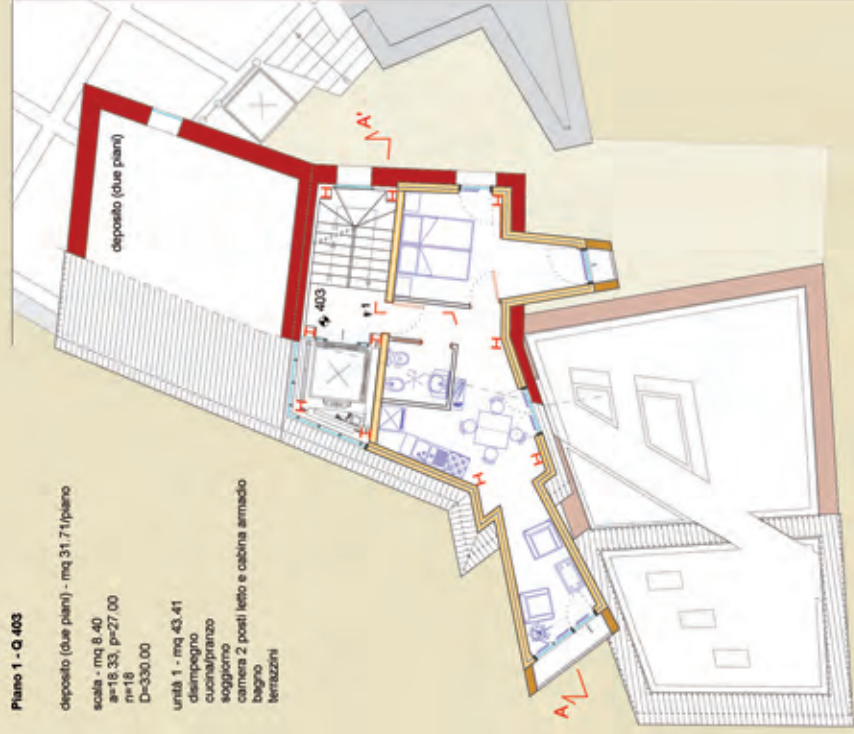 Piano 1 - Q 403
deposito (due piani) - mq 31.71/piano
scala - mq 8.40
a=18.33, p=27.00
n=18
D=330.00
unità 1 - mq 43.41
disimpegno
cucina/pranzo
soggiorno
camera 2 posti letto e cabina armadio
bagno
terrazzini
deposito (due piani)
A'
403
1
A